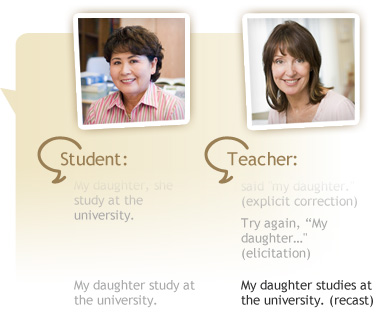 Student:
Teacher:
My daughter, she
study at the
university.
said "my daughter."
(explicit correction)
Try again, “My
daughter…"
(elicitation)
My daughter study at
the university.
My daughter studies at
the university. (recast)